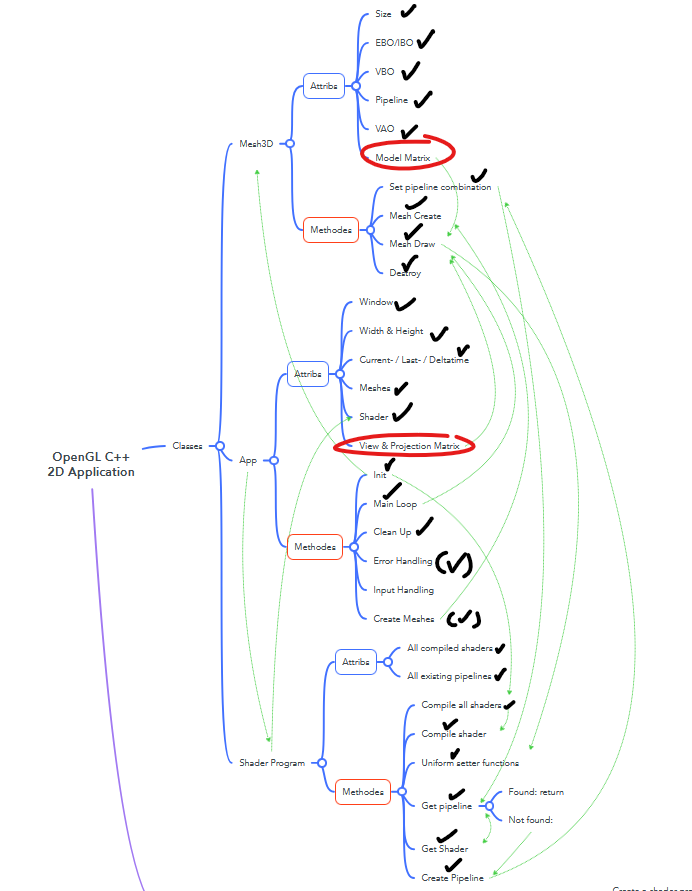 Size
EBO/IBO
VBO
Pipeline
VAO
Model Matrix
Attribs
Mesh3D
Set pipeline combination
Mesh Create
Mesh Draw
Destroy
Methodes
Window
Width & Height
Current- / Last- / Deltatime
Meshes
Shader
View & Projection Matrix
Attribs
OpenGL C++
2D Application
Classes
App
Init
Main Loop
Clean Up
Error Handling
Input Handling
Create Meshes
Methodes
All compiled shaders
All existing pipelines
Attribs
Shader Program
Compile all shaders
Compile shader
Uniform setter functions
Get pipeline
Found: return
Not found:
Get Shader
Create Pipeline
Methodes